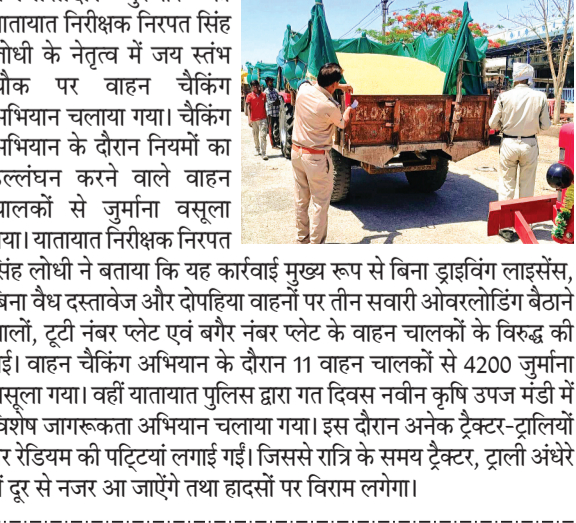 यातायात निरीक्षक निरपत सिंह
लोधी के नेतृत्व में जय स्तंभ
चौक पर वाहन चैकिंग
अभियान चलाया गया। चैकिंग
अभियान के दौरान नियमों का
उल्लंघन करने वाले वाहन
चालकों से जुर्माना वसूला
गया। यातायात निरीक्षक निरपत
सिंह लोधी ने बताया कि यह कार्रवाई मुख्य रूप से बिना ड्राइविंग लाइसेंस,
बिना वैध दस्तावेज और दोपहिया वाहनों पर तीन सवारी ओवरलोडिंग बैठाने
वालों, टूटी नंबर प्लेट एवं बगैर नंबर प्लेट के वाहन चालकों के विरुद्ध की
गई। वाहन चैकिंग अभियान के दौरान 11 वाहन चालकों से 4200 जुर्माना
वसूला गया। वहीं यातायात पुलिस द्वारा गत दिवस नवीन कृषि उपज मंडी में
विशेष जागरूकता अभियान चलाया गया। इस दौरान अनेक ट्रैक्टर-ट्रालियों
पर रेडियम की पट्टियां लगाई गईं। जिससे रात्रि के समय ट्रैक्टर, ट्राली अंधेरे
में दूर से नजर आ जाऐंगे तथा हादसों पर विराम लगेगा।